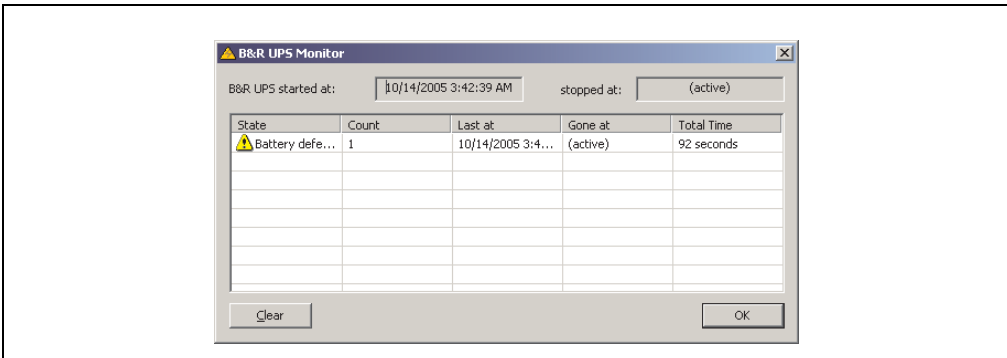 B&R UPS Monitor
B&R UPS started at: 10/14/2005 3:42:39 AM stopped at: (active)
State Count Last at Gone at Total Time
Battery defe... 1 10/14/2005 3:4... (active) 92 seconds
Clear OK